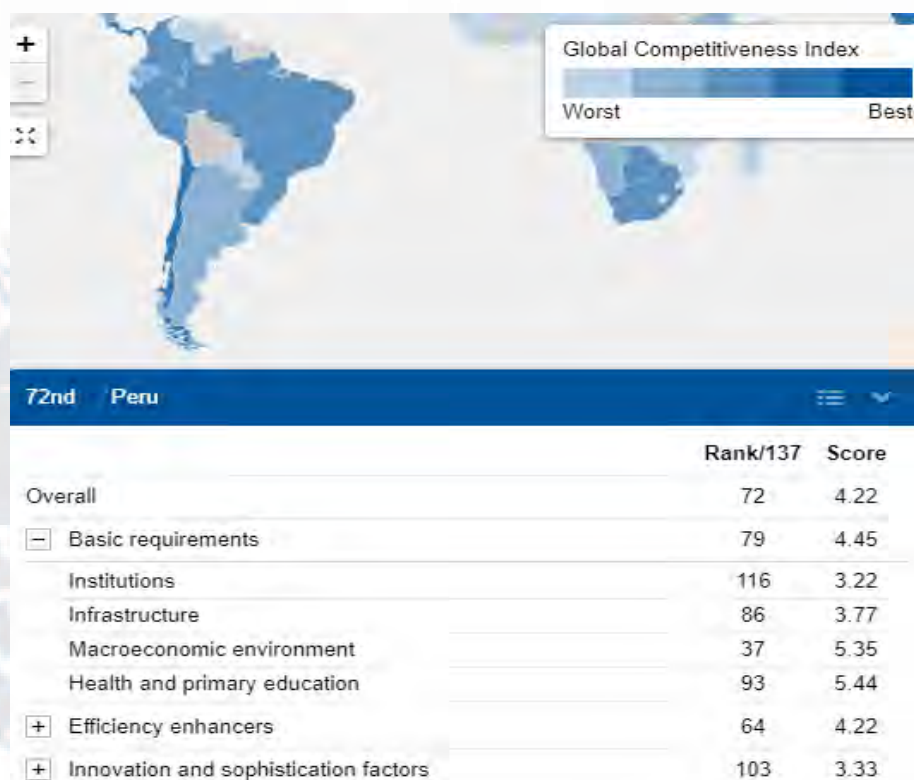 +
−
Global Competitiveness Index
Worst Best
72nd Peru
Rank/137 Score
Overall 72 4.22
− Basic requirements 79 4.45
Institutions 116 3.22
Infrastructure 86 3.77
Macroeconomic environment 37 5.35
Health and primary education 93 5.44
+ Efficiency enhancers 64 4.22
+ Innovation and sophistication factors 103 3.33